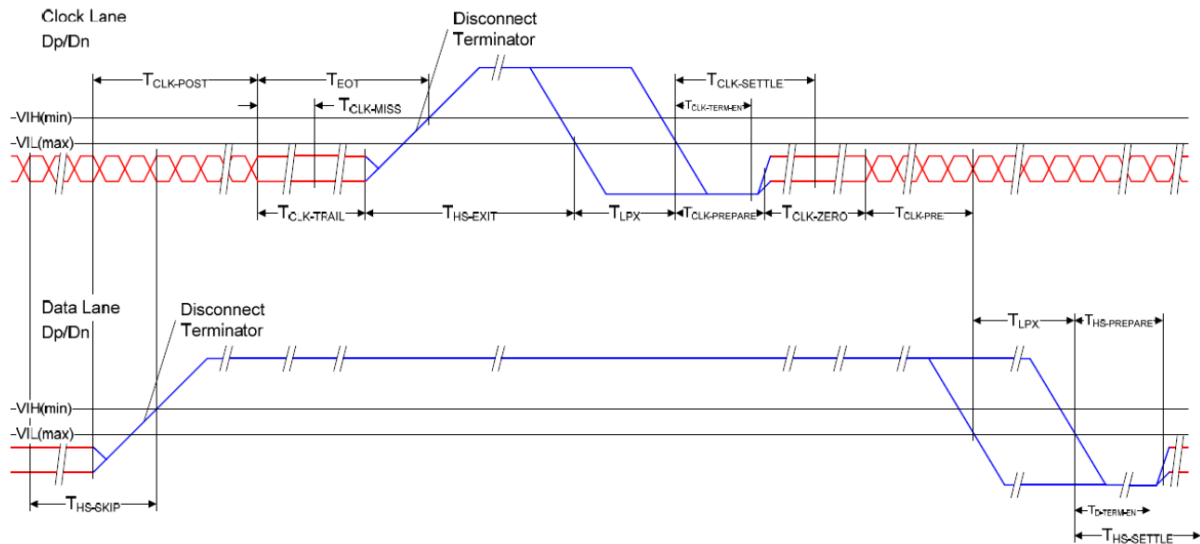 Clock Lane
Dp/Dn
Disconnect
Terminator
TCLK-POST
TEOT
TCLK-SETTLE
TCLK-MISS
TCLK-TERM-EN
VIH(min)
VIL(max)
TCLK-TRAIL
THS-EXIT
TLPX
TCLK-PREPARE
TCLK-ZERO
TCLK-PRE
Data Lane
Dp/Dn
Disconnect
Terminator
TLPX
THS-PREPARE
VIH(min)
VIL(max)
THS-SKIP
TD-TERM-EN
THS-SETTLE